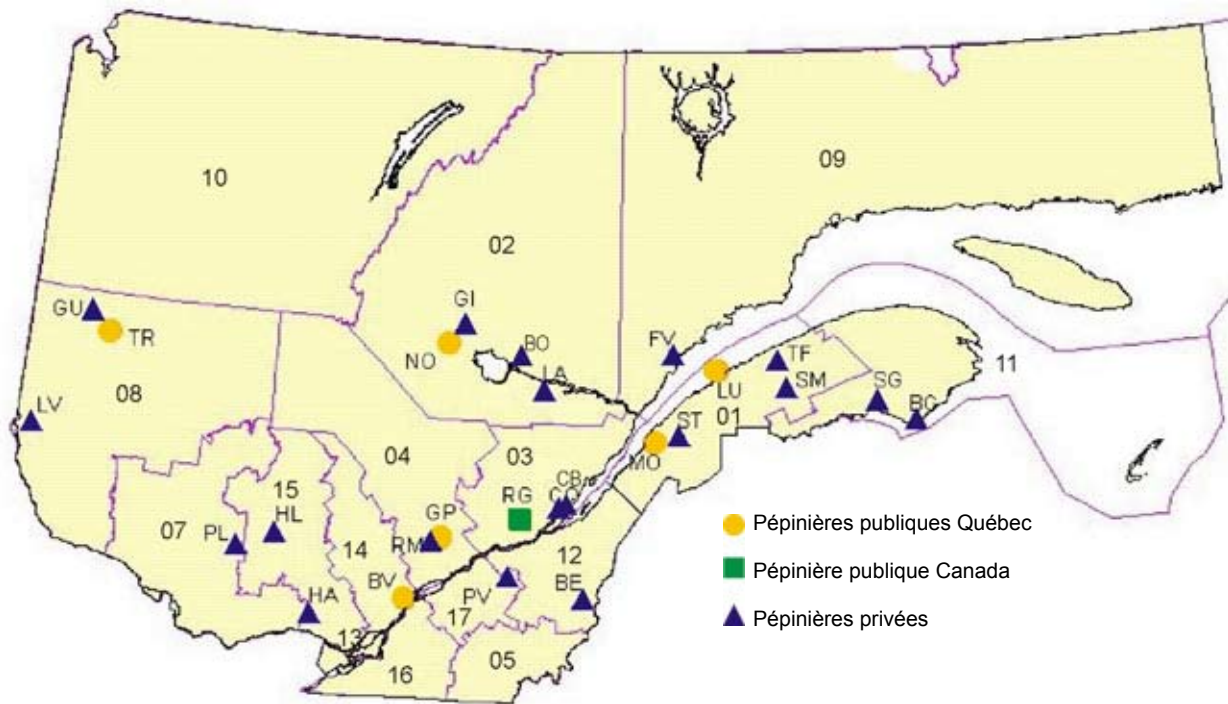 10
09
02
GU
TR
GI
NO
BO
LA
FV
TF
LU
SM
01
SG
BC
11
LV
08
ST
MO
04
03
CB
CO
RG
15
HL
07
PL
GP
RM
14
12
BV
PV
BE
HA
17
13
16
05
Pépinières publiques Québec
Pépinière publique Canada
Pépinières privées